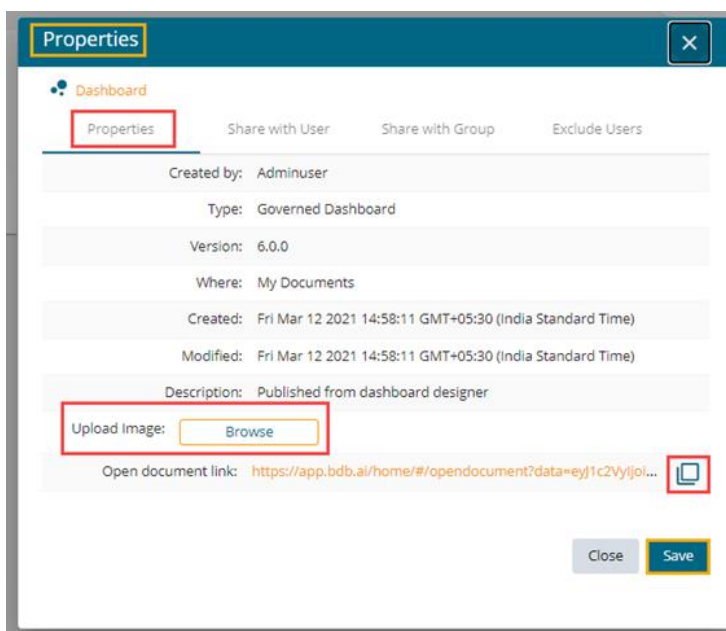 Properties
Dashboard
Properties Share with User Share with Group Exclude Users
Created by: Adminuser
Type: Governed Dashboard
Version: 6.0.0
Where: My Documents
Created: Fri Mar 12 2021 14:58:11 GMT+05:30 (India Standard Time)
Modified: Fri Mar 12 2021 14:58:11 GMT+05:30 (India Standard Time)
Description: Published from dashboard designer
Upload Image: Browse
Open document link: https://app.bdb.ai/home/#/opendocument?data=eyJ1c2VyIjoi...
Close Save